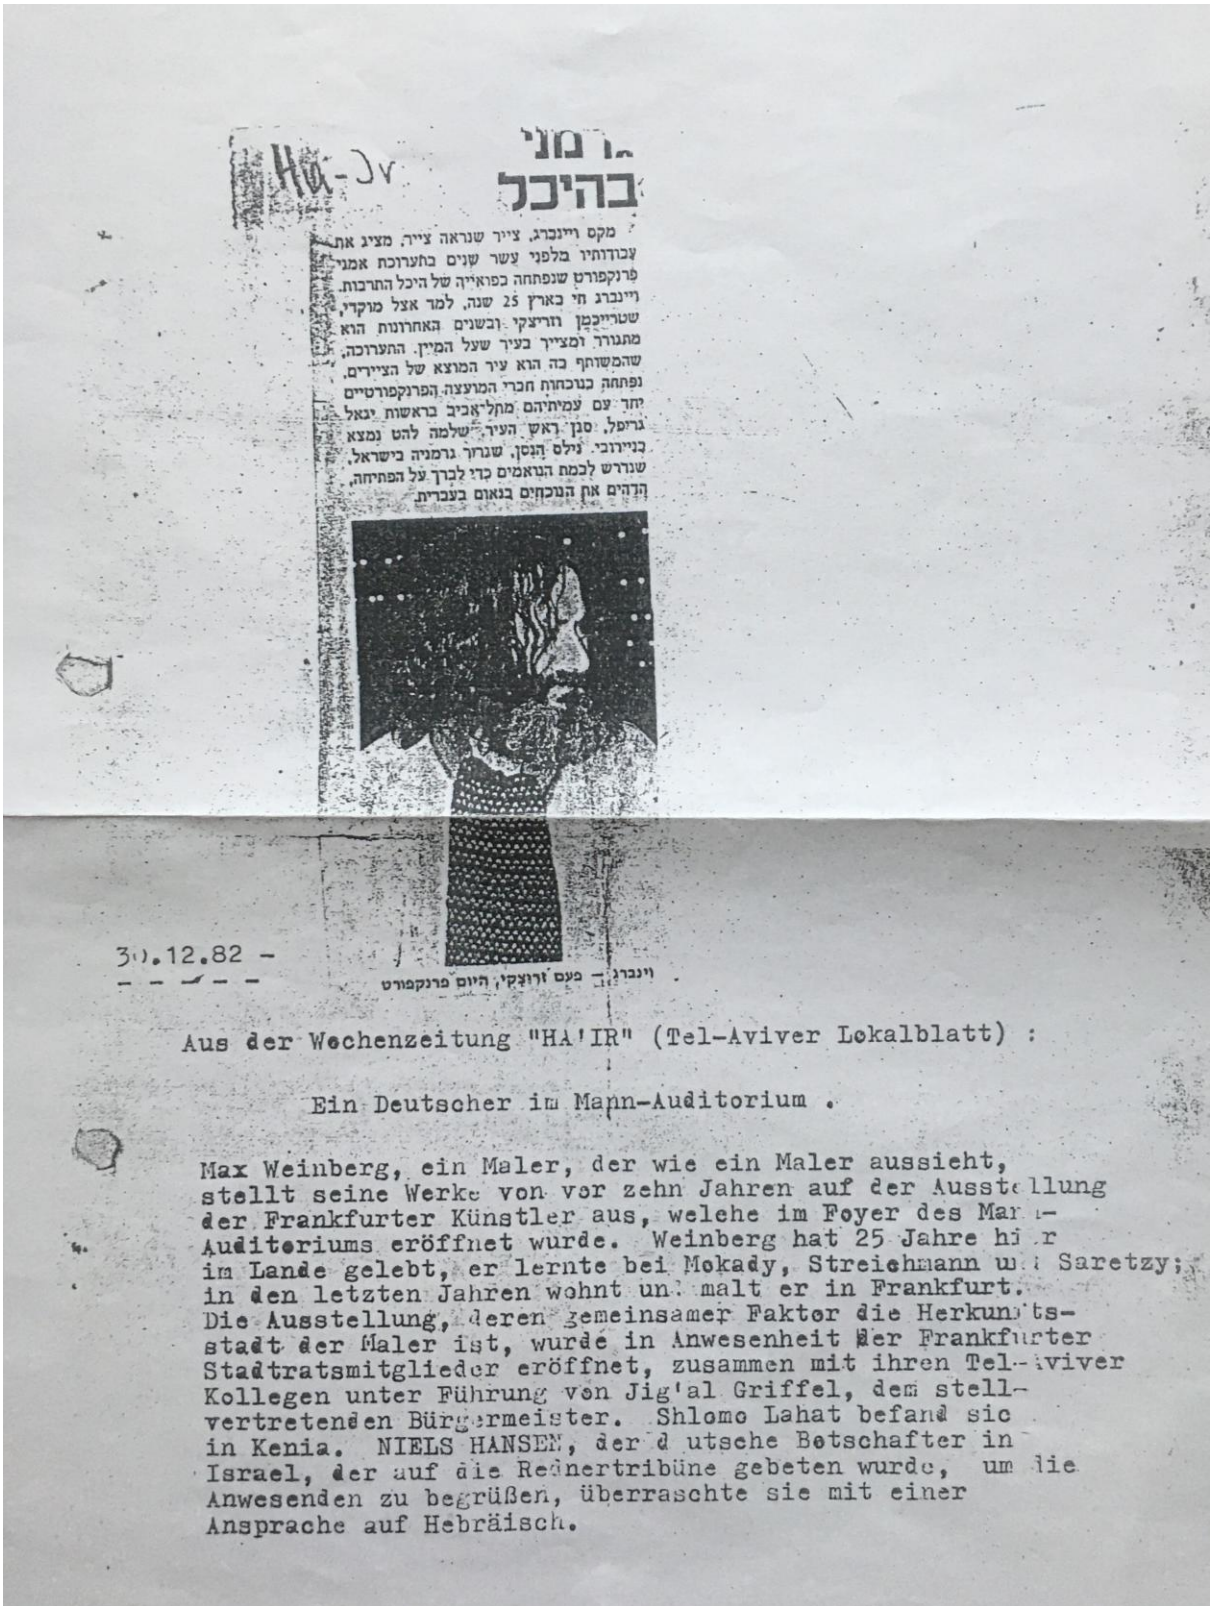 Ha-Ir
גרמני
בהיכל
מקס ויינברג, צייר שנראה צייר, מציג את
עבודותיו מלפני עשר שנים בתערוכת אמני
פרנקפורט שנפתחה בפואייה של היכל התרבות.
ויינברג חי בארץ 25 שנה, למד אצל מוקדי,
שטרייכמן וזריצקי ובשנים האחרונות הוא
מתגורר ומצייר בעיר שעל המיין. התערוכה,
שהמשותף בה הוא עיר המוצא של הציירים,
נפתחה בנוכחות חברי המועצה הפרנקפורטיים
יחד עם עמיתיהם מתל־אביב בראשות יגאל
גריפל, סגן ראש העיר. שלמה להט נמצא
בניירובי. נילס הנסן, שגריר גרמניה בישראל,
שנדרש לבמת הנואמים כדי לברך על הפתיחה,
הדהים את הנוכחים בנאום בעברית.
וינברג — פעם זריצקי, היום פרנקפורט
30.12.82 -
Aus der Wochenzeitung "HA'IR" (Tel-Aviver Lokalblatt) :
Ein Deutscher im Mann-Auditorium .
Max Weinberg, ein Maler, der wie ein Maler aussieht,
stellt seine Werke von vor zehn Jahren auf der Ausstellung
der Frankfurter Künstler aus, welche im Foyer des Mann-
Auditoriums eröffnet wurde. Weinberg hat 25 Jahre hier
im Lande gelebt, er lernte bei Mokady, Streichmann und Saretzy;
in den letzten Jahren wohnt und malt er in Frankfurt.
Die Ausstellung, deren gemeinsamer Faktor die Herkunfts-
stadt der Maler ist, wurde in Anwesenheit der Frankfurter
Stadtratsmitglieder eröffnet, zusammen mit ihren Tel-Aviver
Kollegen unter Führung von Jig'al Griffel, dem stell-
vertretenden Bürgermeister. Shlomo Lahat befand sic
in Kenia. NIELS HANSEN, der deutsche Botschafter in
Israel, der auf die Rednertribüne gebeten wurde, um die
Anwesenden zu begrüßen, überraschte sie mit einer
Ansprache auf Hebräisch.